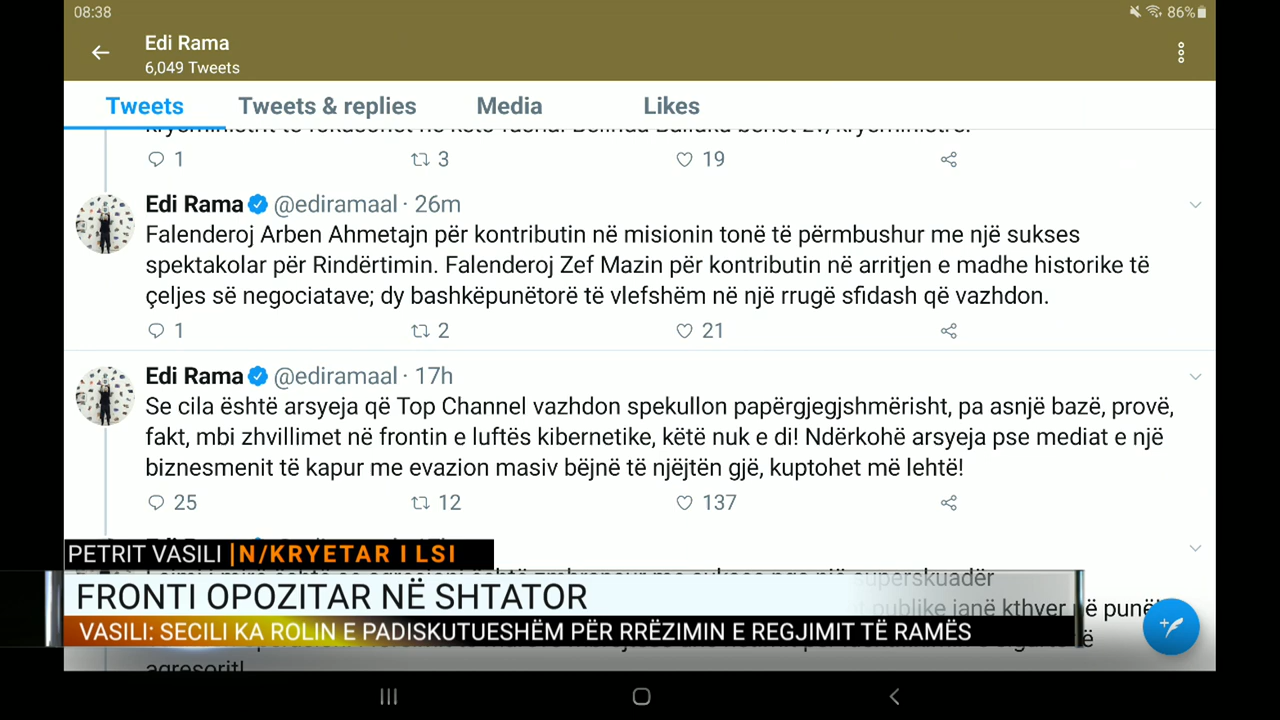 08:38
86%
Edi Rama
6,049 Tweets
Tweets
Tweets & replies
Media
Likes
1
3
19
Edi Rama @ediramaal · 26m
Falenderoj Arben Ahmetajn për kontributin në misionin tonë të përmbushur me një sukses
spektakolar për Rindërtimin. Falenderoj Zef Mazin për kontributin në arritjen e madhe historike të
çeljes së negociatave; dy bashkëpunëtorë të vlefshëm në një rrugë sfidash që vazhdon.
1
2
21
Edi Rama @ediramaal · 17h
Se cila është arsyeja që Top Channel vazhdon spekullon papërgjegjshmërisht, pa asnjë bazë, provë,
fakt, mbi zhvillimet në frontin e luftës kibernetike, këtë nuk e di! Ndërkohë arsyeja pse mediat e një
biznesmenit të kapur me evazion masiv bëjnë të njëjtën gjë, kuptohet më lehtë!
25
12
137
PETRIT VASILI | N/KRYETAR I LSI
superskuadër
FRONTI OPOZITAR NË SHTATOR
publike janë kthver në punë
VASILI: SECILI KA ROLIN E PADISKUTUESHËM PËR RRËZIMIN E REGJIMIT TË RAMËS
agresorit!